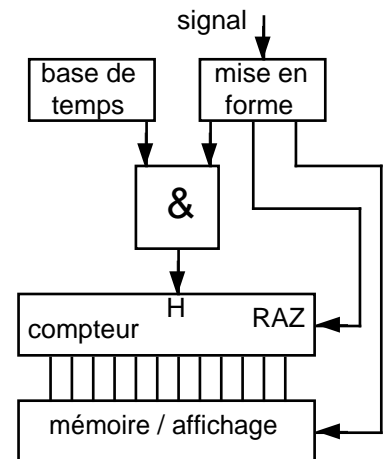 signal
base de
temps
mise en
forme
&
H
compteur
RAZ
mémoire / affichage